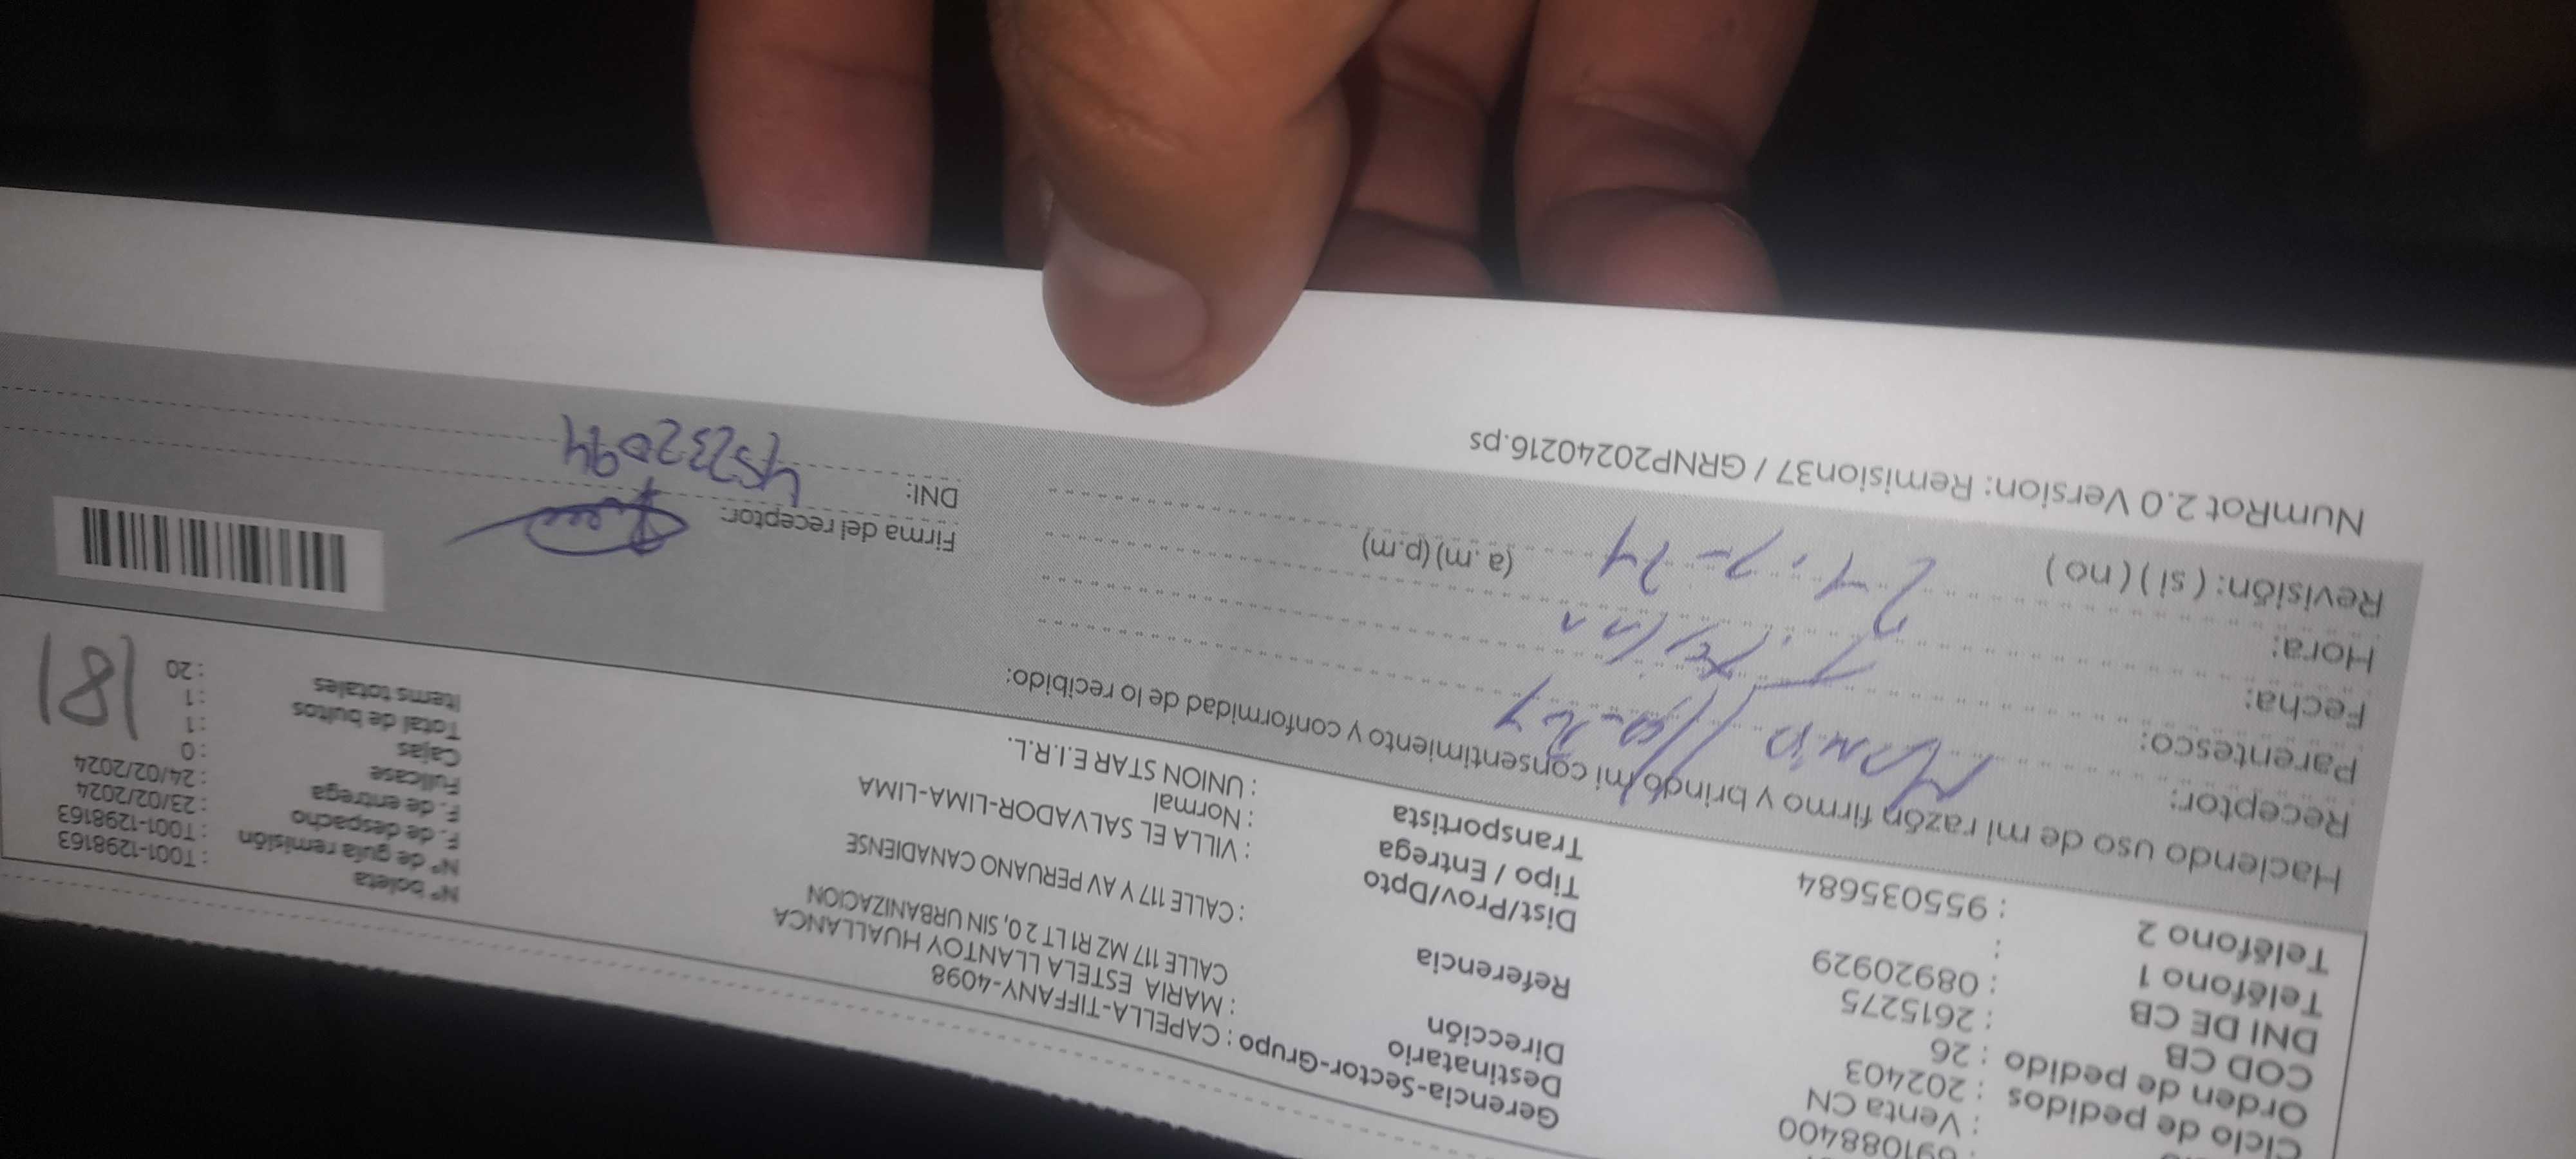 691088400
: Venta CN
Ciclo de pedidos : 202403
Orden de pedido : 26
COD CB : 2615275
DNI DE CB : 08920929
Teléfono 1 :
Teléfono 2 : 955035684
Gerencia-Sector-Grupo : CAPELLA-TIFFANY-4098
Destinatario : MARIA ESTELA LLANTOY HUALLANCA
Dirección CALLE 117 MZ R1 LT 20, SIN URBANIZACION
Referencia : CALLE 117 Y AV PERUANO CANADIENSE
Dist/Prov/Dpto : VILLA EL SALVADOR-LIMA-LIMA
Tipo / Entrega : Normal
Transportista : UNION STAR E.I.R.L.
N° boleta : T001-1298163
N° de guía remisión : T001-1298163
F. de despacho : 23/02/2024
F. de entrega : 24/02/2024
Fullcase : 0
Cajas : 1
Total de bultos : 1
Items totales : 20
181
Haciendo uso de mi razón firmo y brindo mi consentimiento y conformidad de lo recibido:
Receptor:
Parentesco:
Fecha:
Hora: (a.m) (p.m)
Revisión: ( si ) ( no )
Firma del receptor:
DNI: 45232094
NumRot 2.0 Version: Remision37 / GRNP20240216.ps